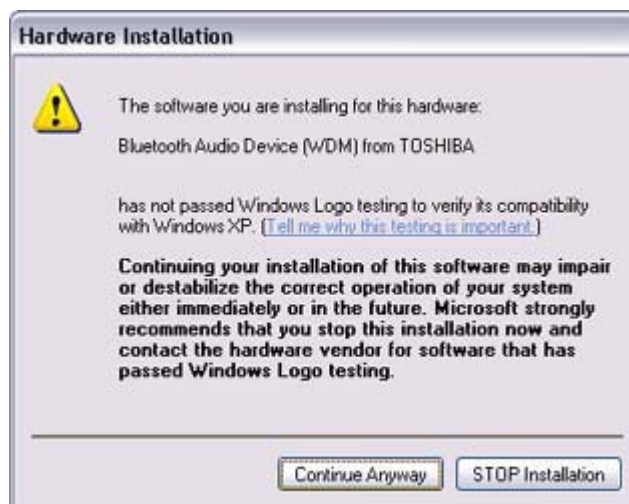 Hardware Installation
The software you are installing for this hardware:
Bluetooth Audio Device (WDM) from TOSHIBA
has not passed Windows Logo testing to verify its compatibility
with Windows XP. (Tell me why this testing is important.)
Continuing your installation of this software may impair
or destabilize the correct operation of your system
either immediately or in the future. Microsoft strongly
recommends that you stop this installation now and
contact the hardware vendor for software that has
passed Windows Logo testing.
Continue Anyway
STOP Installation